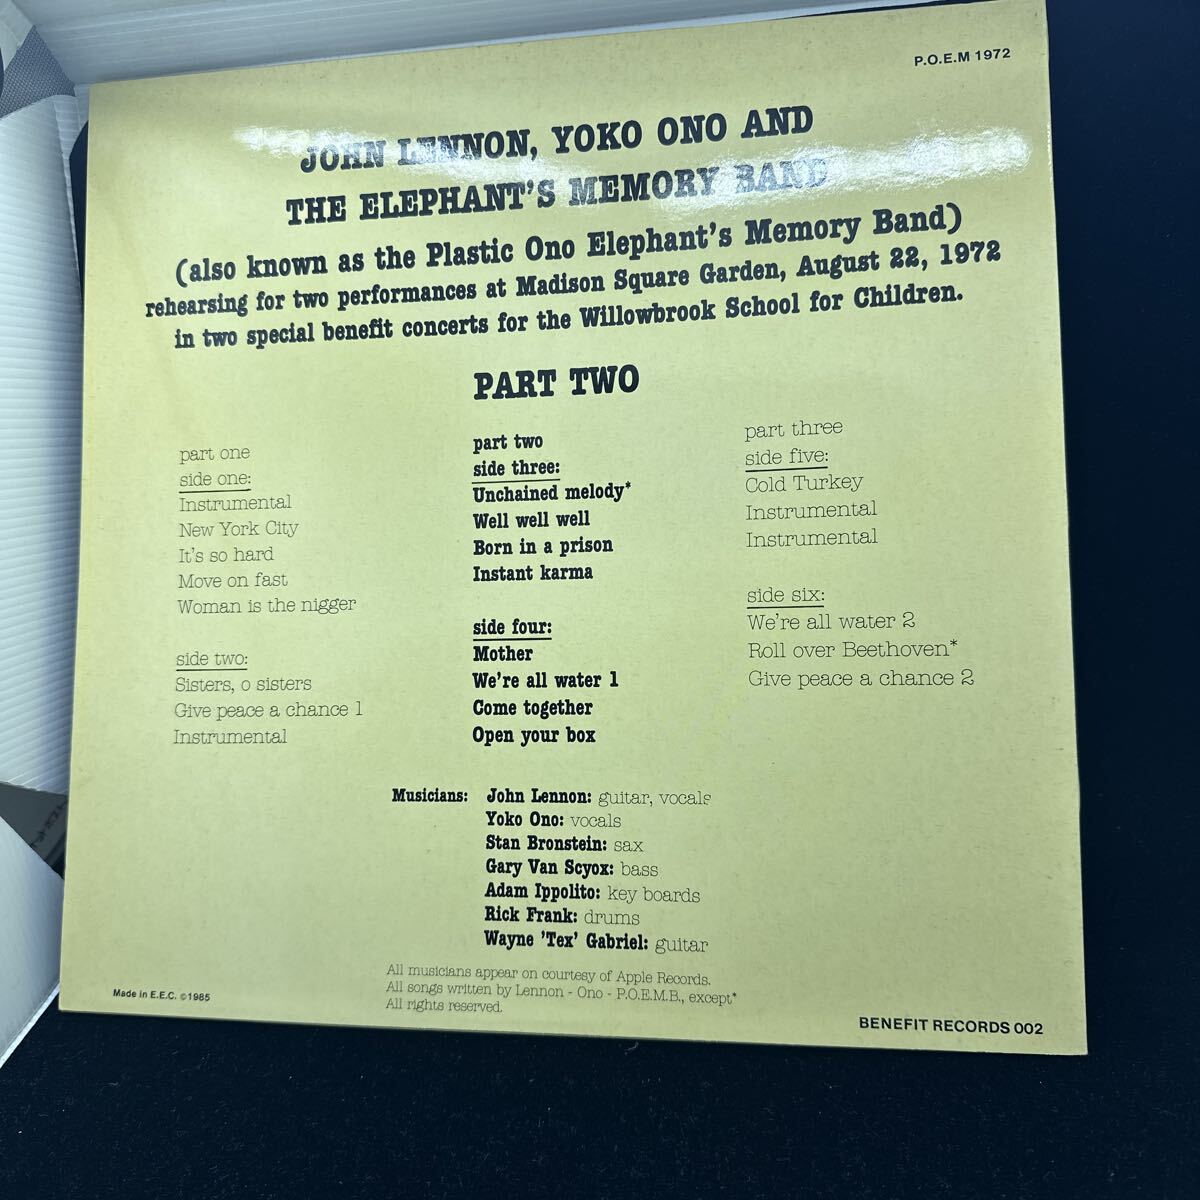 P.O.E.M 1972
JOHN LENNON, YOKO ONO AND
THE ELEPHANT'S MEMORY BAND
(also known as the Plastic Ono Elephant's Memory Band)
rehearsing for two performances at Madison Square Garden, August 22, 1972
in two special benefit concerts for the Willowbrook School for Children.
PART TWO
part one
side one:
Instrumental
New York City
It's so hard
Move on fast
Woman is the nigger
side two:
Sisters, o sisters
Give peace a chance 1
Instrumental
part two
side three:
Unchained melody*
Well well well
Born in a prison
Instant karma
side four:
Mother
We're all water 1
Come together
Open your box
part three
side five:
Cold Turkey
Instrumental
Instrumental
side six:
We're all water 2
Roll over Beethoven*
Give peace a chance 2
Musicians: John Lennon: guitar, vocals
Yoko Ono: vocals
Stan Bronstein: sax
Gary Van Scyox: bass
Adam Ippolito: key boards
Rick Frank: drums
Wayne 'Tex' Gabriel: guitar
All musicians appear on courtesy of Apple Records.
All songs written by Lennon - Ono - P.O.E.M.B., except*
All rights reserved.
Made in E.E.C. ©1985
BENEFIT RECORDS 002